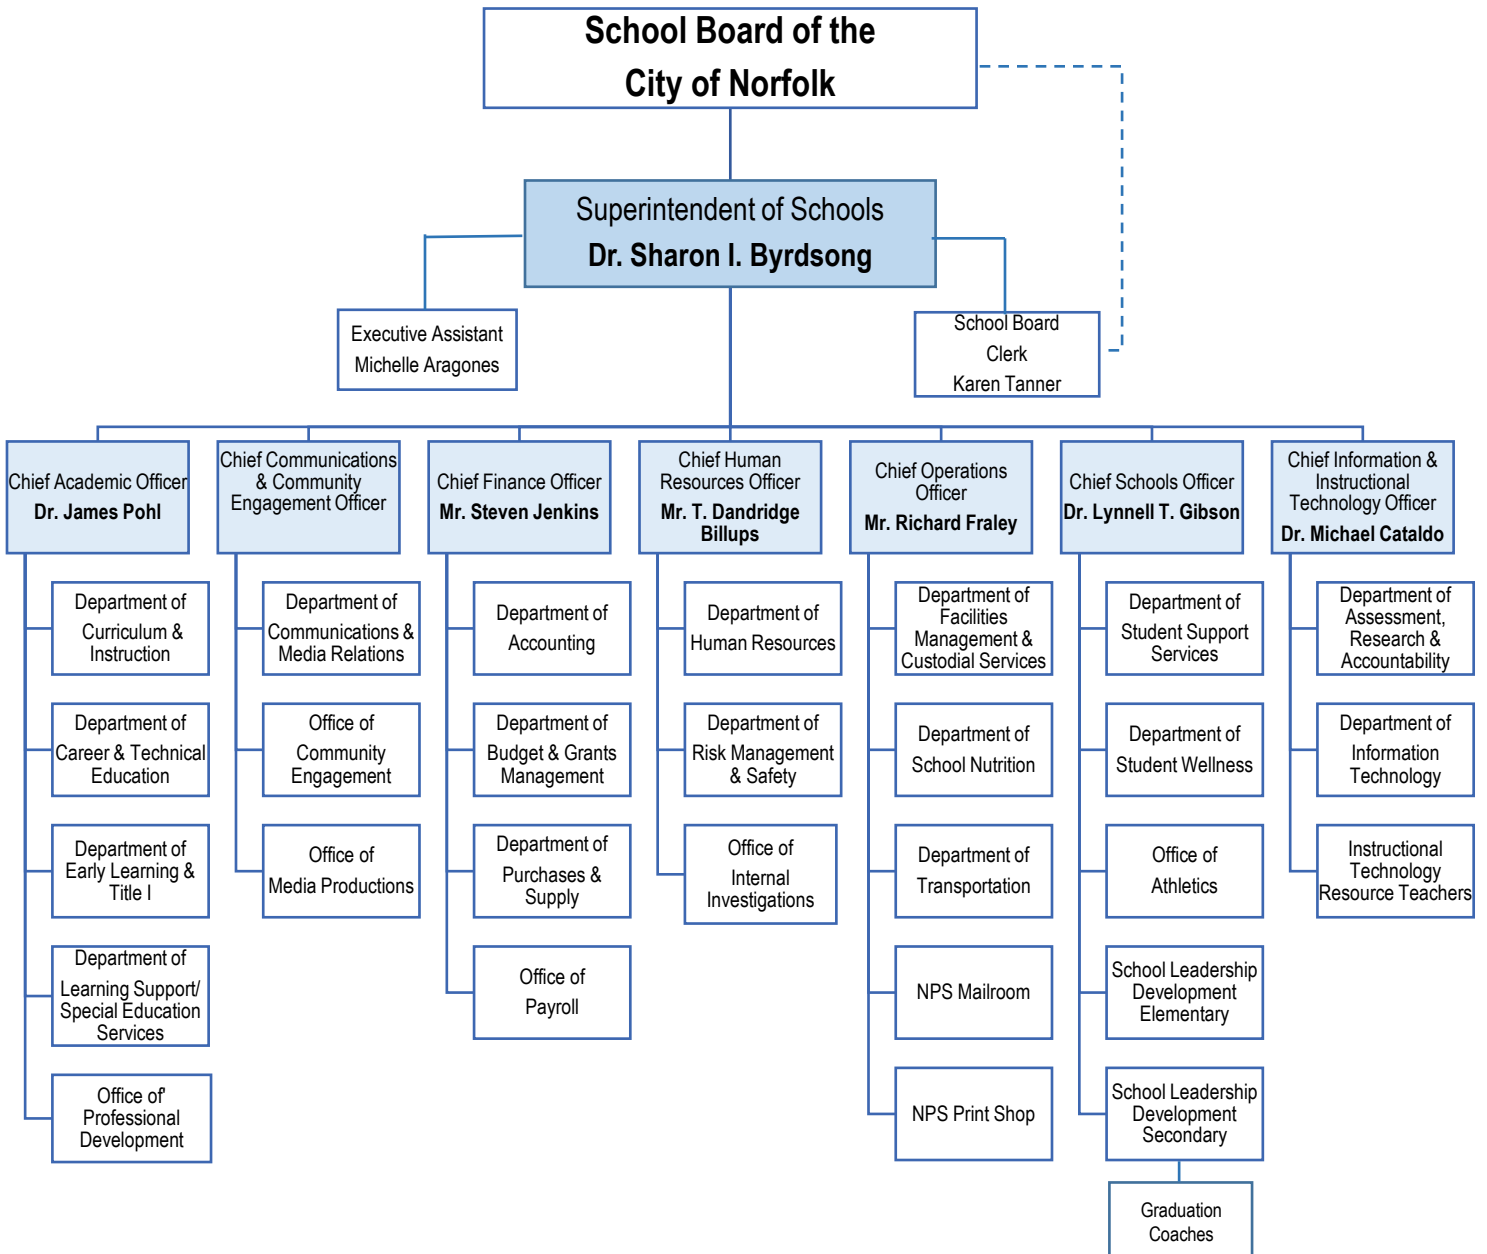 School Board of the
City of Norfolk
Superintendent of Schools
Dr. Sharon I. Byrdsong
Executive Assistant
Michelle Aragones
School Board
Clerk
Karen Tanner
Chief Academic Officer
Dr. James Pohl
Chief Communications
& Community
Engagement Officer
Chief Finance Officer
Mr. Steven Jenkins
Chief Human
Resources Officer
Mr. T. Dandridge
Billups
Chief Operations
Officer
Mr. Richard Fraley
Chief Schools Officer
Dr. Lynnell T. Gibson
Chief Information &
Instructional
Technology Officer
Dr. Michael Cataldo
Department of
Curriculum &
Instruction
Department of
Career & Technical
Education
Department of
Early Learning &
Title I
Department of
Learning Support/
Special Education
Services
Office of'
Professional
Development
Department of
Communications &
Media Relations
Office of
Community
Engagement
Office of
Media Productions
Department of
Accounting
Department of
Budget & Grants
Management
Department of
Purchases &
Supply
Office of
Payroll
Department of
Human Resources
Department of
Risk Management
& Safety
Office of
Internal
Investigations
Department of
Facilities
Management &
Custodial Services
Department of
School Nutrition
Department of
Transportation
NPS Mailroom
NPS Print Shop
Department of
Student Support
Services
Department of
Student Wellness
Office of
Athletics
School Leadership
Development
Elementary
School Leadership
Development
Secondary
Graduation
Coaches
Department of
Assessment,
Research &
Accountability
Department of
Information
Technology
Instructional
Technology
Resource Teachers